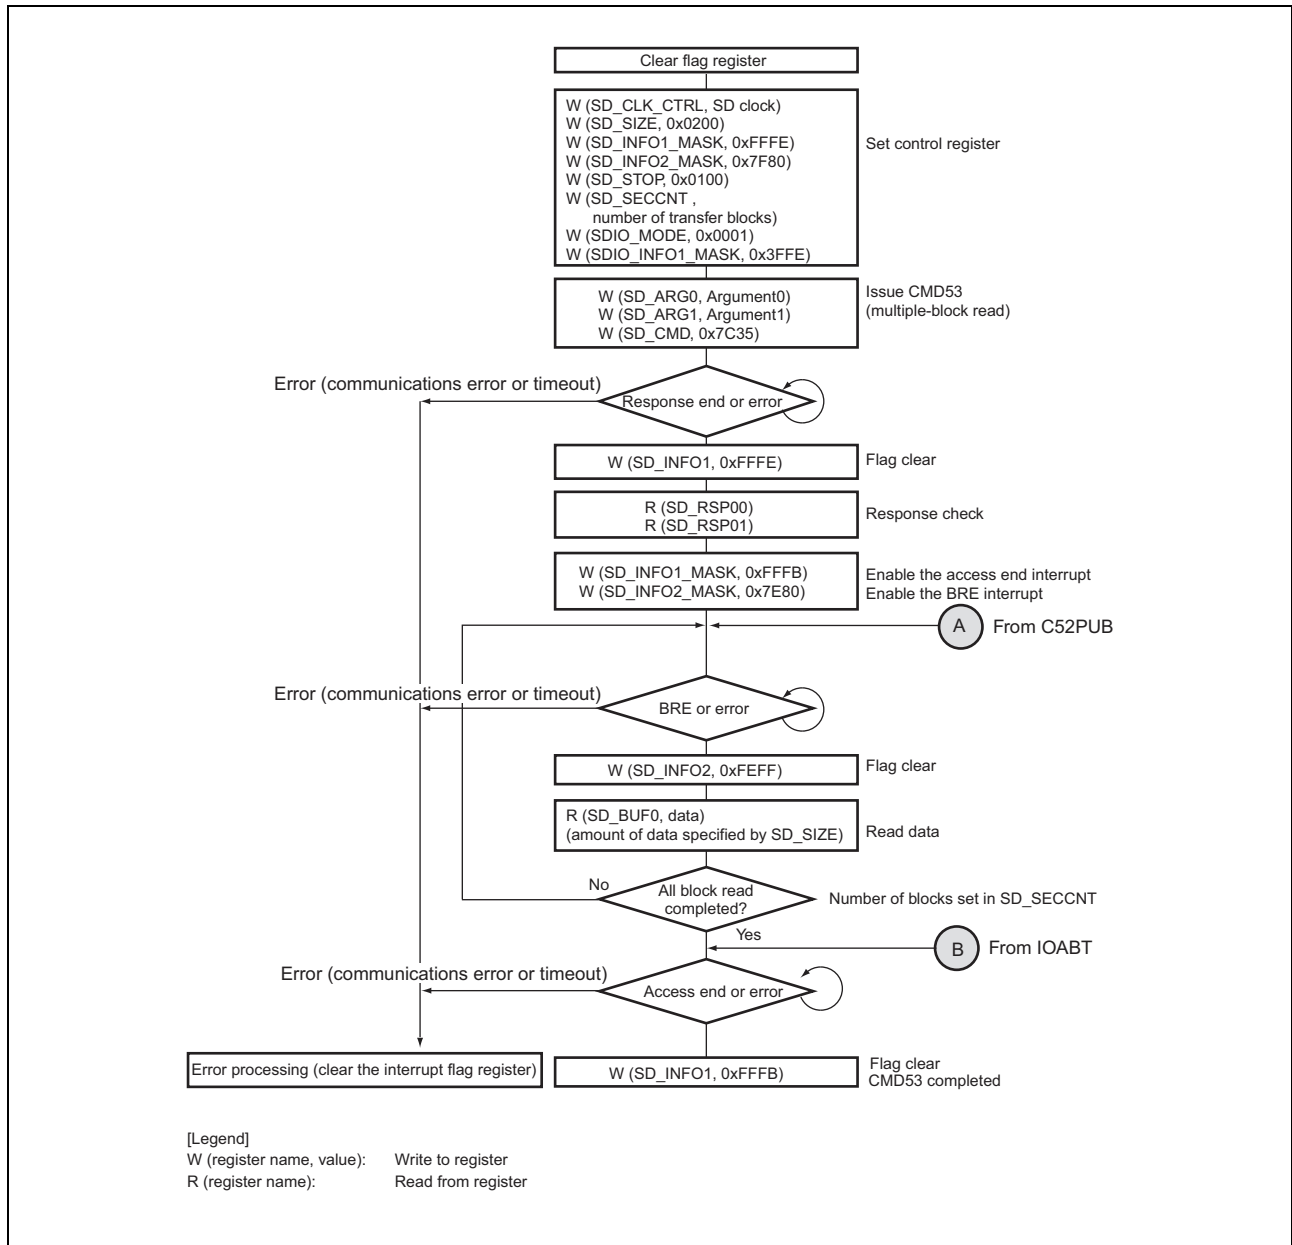 Clear flag register
W (SD_CLK_CTRL, SD clock)
W (SD_SIZE, 0x0200)
W (SD_INFO1_MASK, 0xFFFE)
W (SD_INFO2_MASK, 0x7F80)
W (SD_STOP, 0x0100)
W (SD_SECCNT ,
number of transfer blocks)
W (SDIO_MODE, 0x0001)
W (SDIO_INFO1_MASK, 0x3FFE)
Set control register
W (SD_ARG0, Argument0)
W (SD_ARG1, Argument1)
W (SD_CMD, 0x7C35)
Issue CMD53
(multiple-block read)
Error (communications error or timeout)
Response end or error
W (SD_INFO1, 0xFFFE)
Flag clear
R (SD_RSP00)
R (SD_RSP01)
Response check
W (SD_INFO1_MASK, 0xFFFB)
W (SD_INFO2_MASK, 0x7E80)
Enable the access end interrupt
Enable the BRE interrupt
A
From C52PUB
Error (communications error or timeout)
BRE or error
W (SD_INFO2, 0xFEFF)
Flag clear
R (SD_BUF0, data)
(amount of data specified by SD_SIZE)
Read data
No
All block read
completed?
Number of blocks set in SD_SECCNT
Yes
B
From IOABT
Error (communications error or timeout)
Access end or error
Error processing (clear the interrupt flag register)
W (SD_INFO1, 0xFFFB)
Flag clear
CMD53 completed
[Legend]
W (register name, value): Write to register
R (register name): Read from register